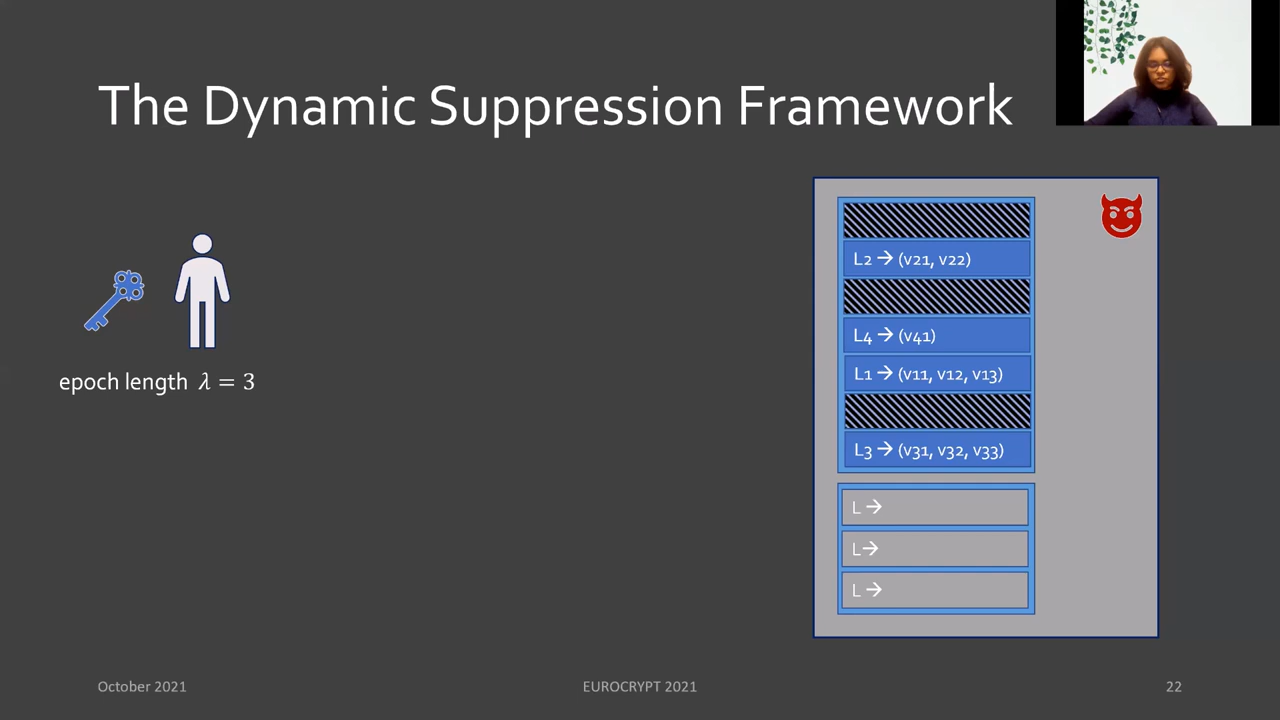 The Dynamic Suppression Framework
epoch length λ = 3
L2 → (v21, v22)
L4 → (v41)
L1 → (v11, v12, v13)
L3 → (v31, v32, v33)
L →
L→
L →
October 2021
EUROCRYPT 2021
22